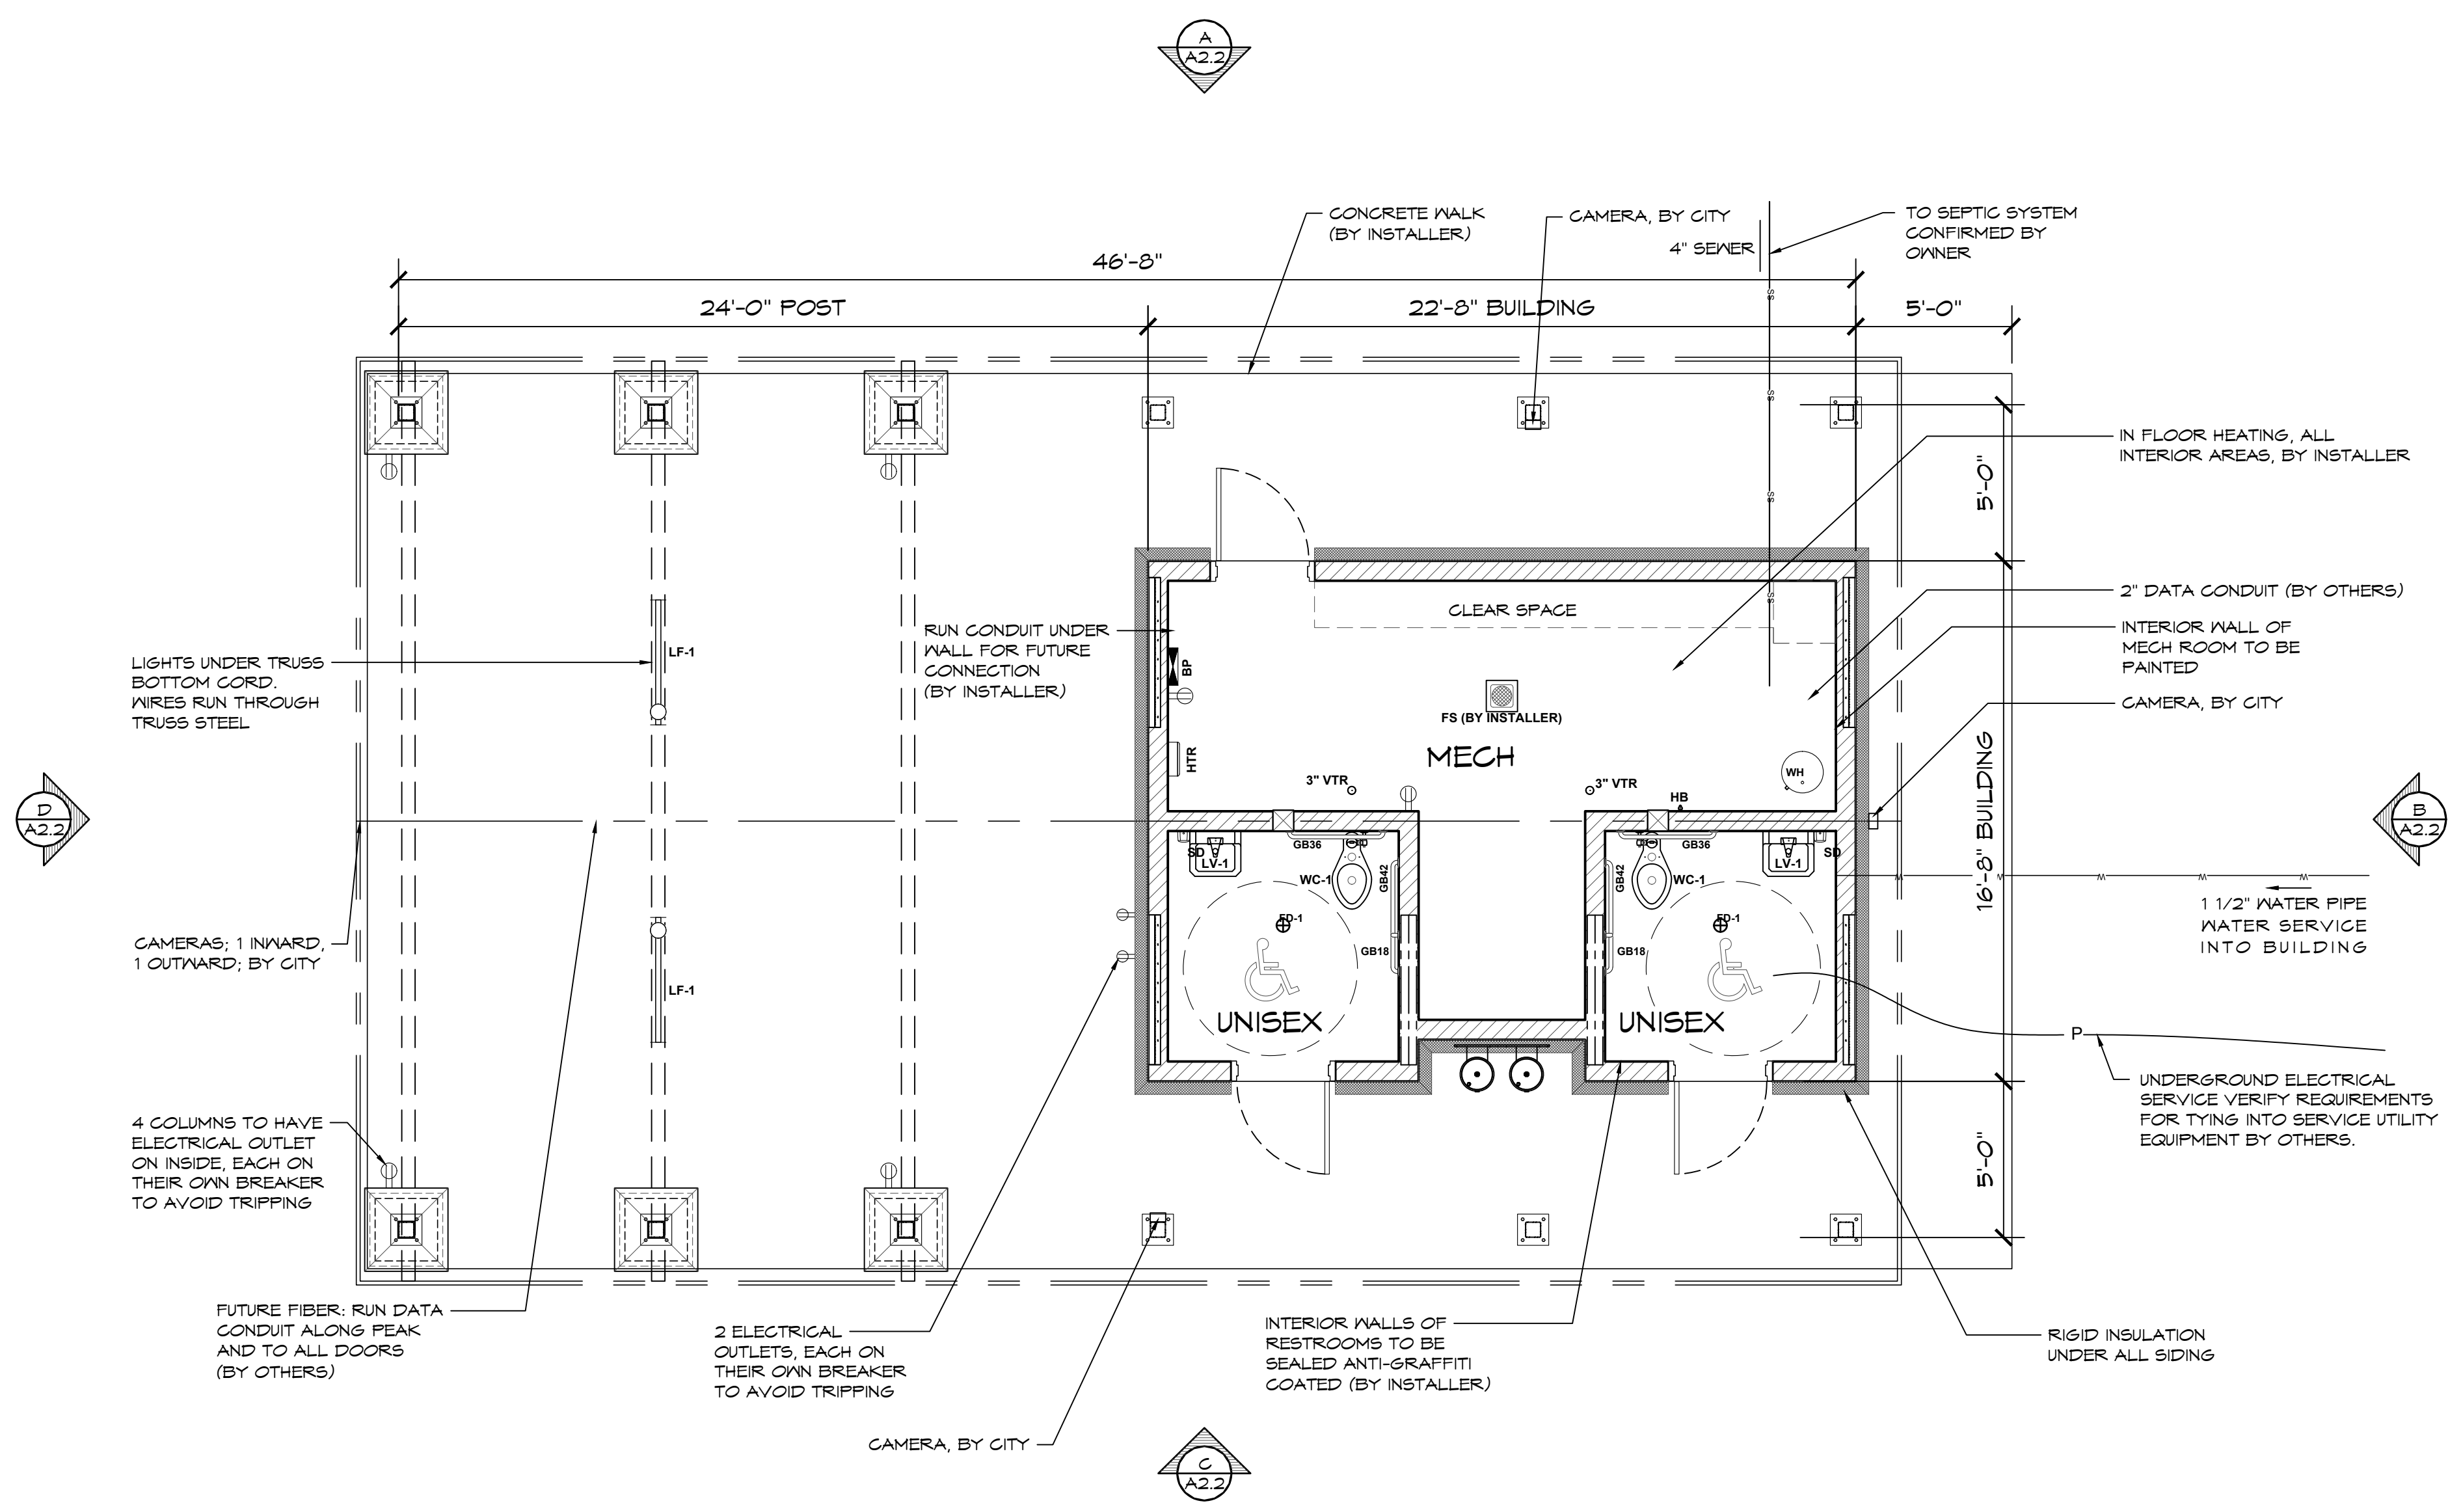 A
A2.2
CONCRETE WALK
(BY INSTALLER)
CAMERA, BY CITY
4" SEWER
TO SEPTIC SYSTEM
CONFIRMED BY
OWNER
46'-8"
24'-0" POST
22'-8" BUILDING
5'-0"
SS
SS
SS
SS
IN FLOOR HEATING, ALL
INTERIOR AREAS, BY INSTALLER
5'-0"
2" DATA CONDUIT (BY OTHERS)
INTERIOR WALL OF
MECH ROOM TO BE
PAINTED
CAMERA, BY CITY
CLEAR SPACE
RUN CONDUIT UNDER
WALL FOR FUTURE
CONNECTION
(BY INSTALLER)
BP
LIGHTS UNDER TRUSS
BOTTOM CORD.
WIRES RUN THROUGH
TRUSS STEEL
LF-1
FS (BY INSTALLER)
MECH
HTR
3" VTR
3" VTR
WH
HB
16'-8" BUILDING
D
A2.2
B
A2.2
SD
LV-1
GB36
WC-1
GB42
FD-1
GB18
UNISEX
GB36
GB42
WC-1
LV-1
SD
FD-1
GB18
UNISEX
W
W
W
W
W
1 1/2" WATER PIPE
WATER SERVICE
INTO BUILDING
CAMERAS; 1 INWARD,
1 OUTWARD; BY CITY
LF-1
P
UNDERGROUND ELECTRICAL
SERVICE VERIFY REQUIREMENTS
FOR TYING INTO SERVICE UTILITY
EQUIPMENT BY OTHERS.
4 COLUMNS TO HAVE
ELECTRICAL OUTLET
ON INSIDE, EACH ON
THEIR OWN BREAKER
TO AVOID TRIPPING
5'-0"
FUTURE FIBER: RUN DATA
CONDUIT ALONG PEAK
AND TO ALL DOORS
(BY OTHERS)
2 ELECTRICAL
OUTLETS, EACH ON
THEIR OWN BREAKER
TO AVOID TRIPPING
INTERIOR WALLS OF
RESTROOMS TO BE
SEALED ANTI-GRAFFITI
COATED (BY INSTALLER)
RIGID INSULATION
UNDER ALL SIDING
CAMERA, BY CITY
C
A2.2